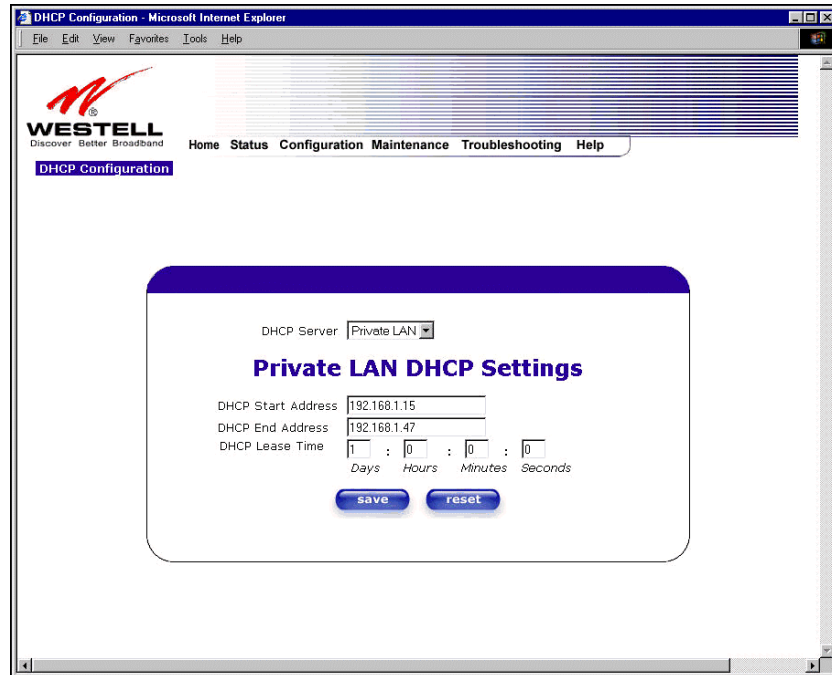 DHCP Configuration - Microsoft Internet Explorer
File Edit View Favorites Tools Help
WESTELL®
Discover Better Broadband
Home Status Configuration Maintenance Troubleshooting Help
DHCP Configuration
DHCP Server Private LAN
Private LAN DHCP Settings
DHCP Start Address 192.168.1.15
DHCP End Address 192.168.1.47
DHCP Lease Time 1 : 0 : 0 : 0
Days Hours Minutes Seconds
save reset